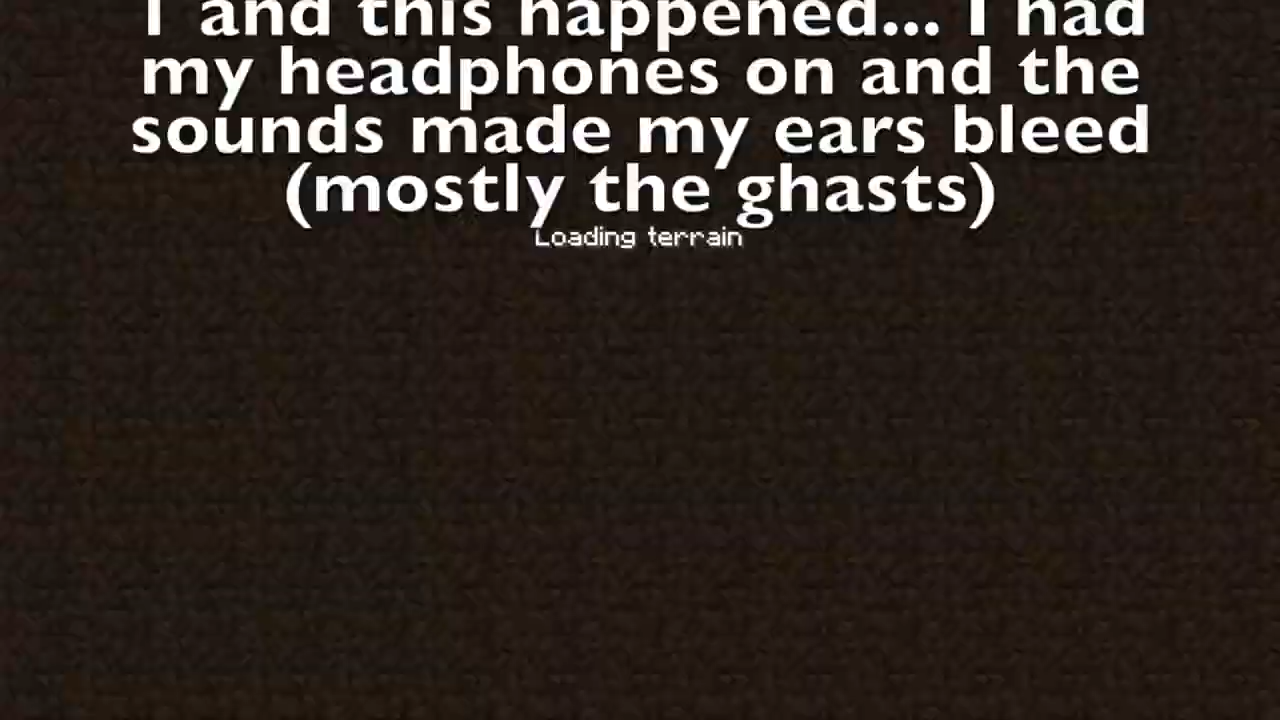 1 and this happened... I had
my headphones on and the
sounds made my ears bleed
(mostly the ghasts)
Loading terrain